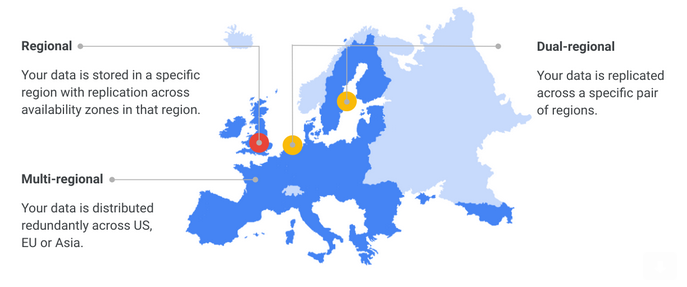 Regional
Your data is stored in a specific
region with replication across
availability zones in that region.
Dual-regional
Your data is replicated
across a specific pair
of regions.
Multi-regional
Your data is distributed
redundantly across US,
EU or Asia.